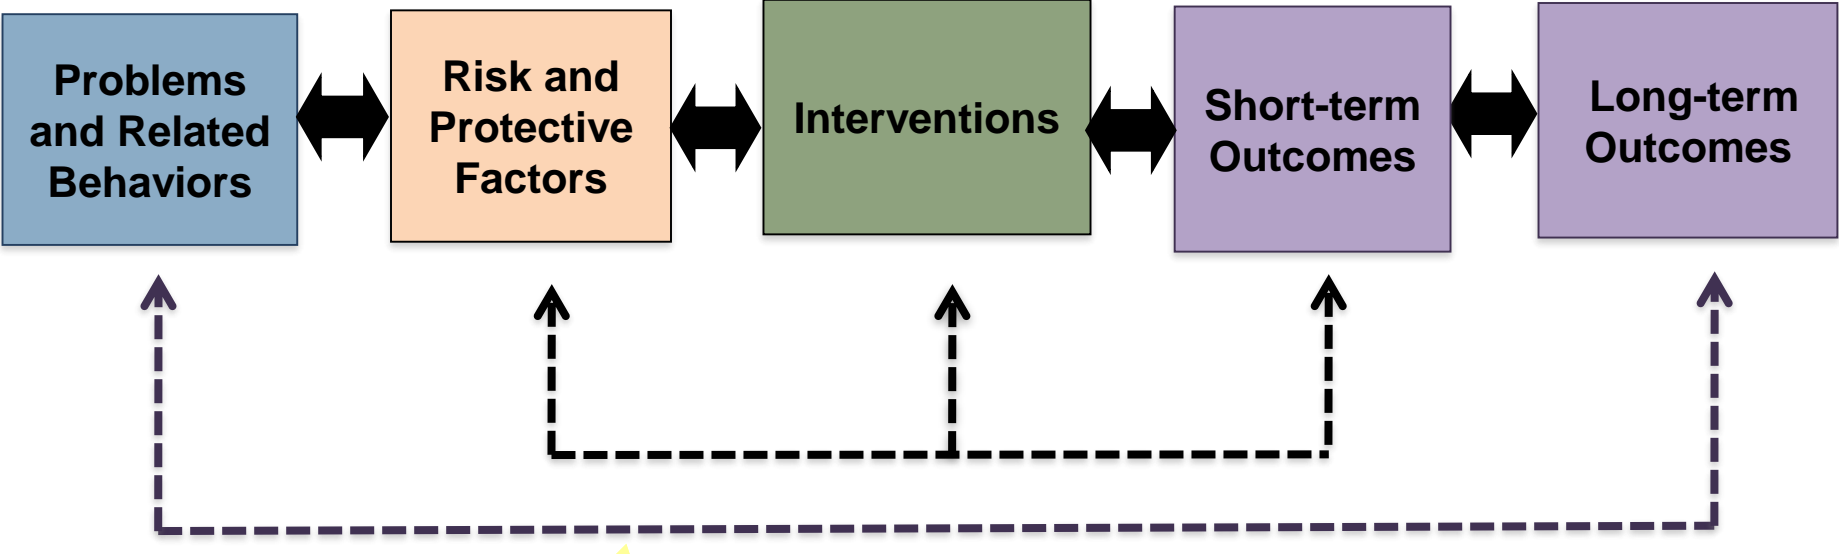 Problems
and Related
Behaviors
Risk and
Protective
Factors
Interventions
Short-term
Outcomes
Long-term
Outcomes